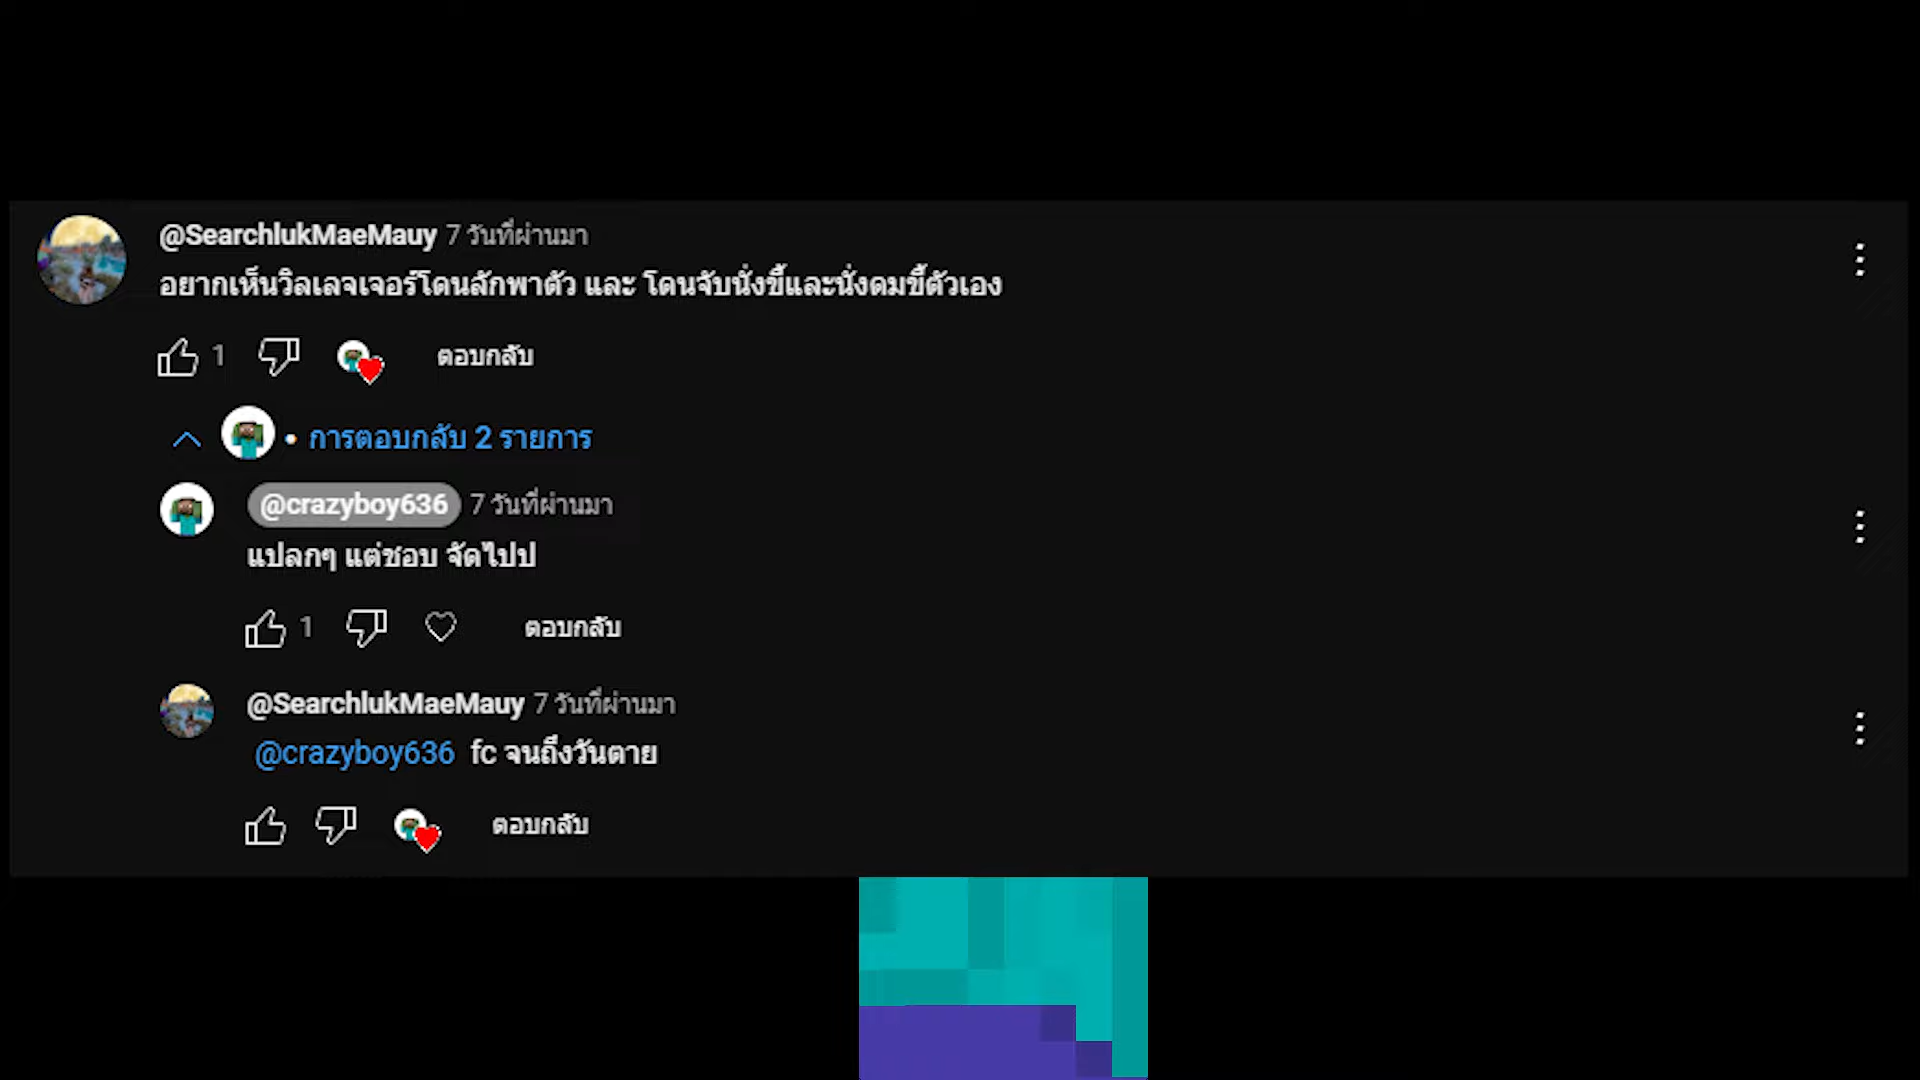 @SearchlukMaeMauy 7 วันที่ผ่านมา
อยากเห็นวิลเลจเจอร์โดนลักพาตัว และ โดนจับนั่งขี้และนั่งดมขี้ตัวเอง
1 ตอบกลับ
• การตอบกลับ 2 รายการ
@crazyboy636 7 วันที่ผ่านมา
แปลกๆ แต่ชอบ จัดไปป
1 ตอบกลับ
@SearchlukMaeMauy 7 วันที่ผ่านมา
@crazyboy636 fc จนถึงวันตาย
ตอบกลับ